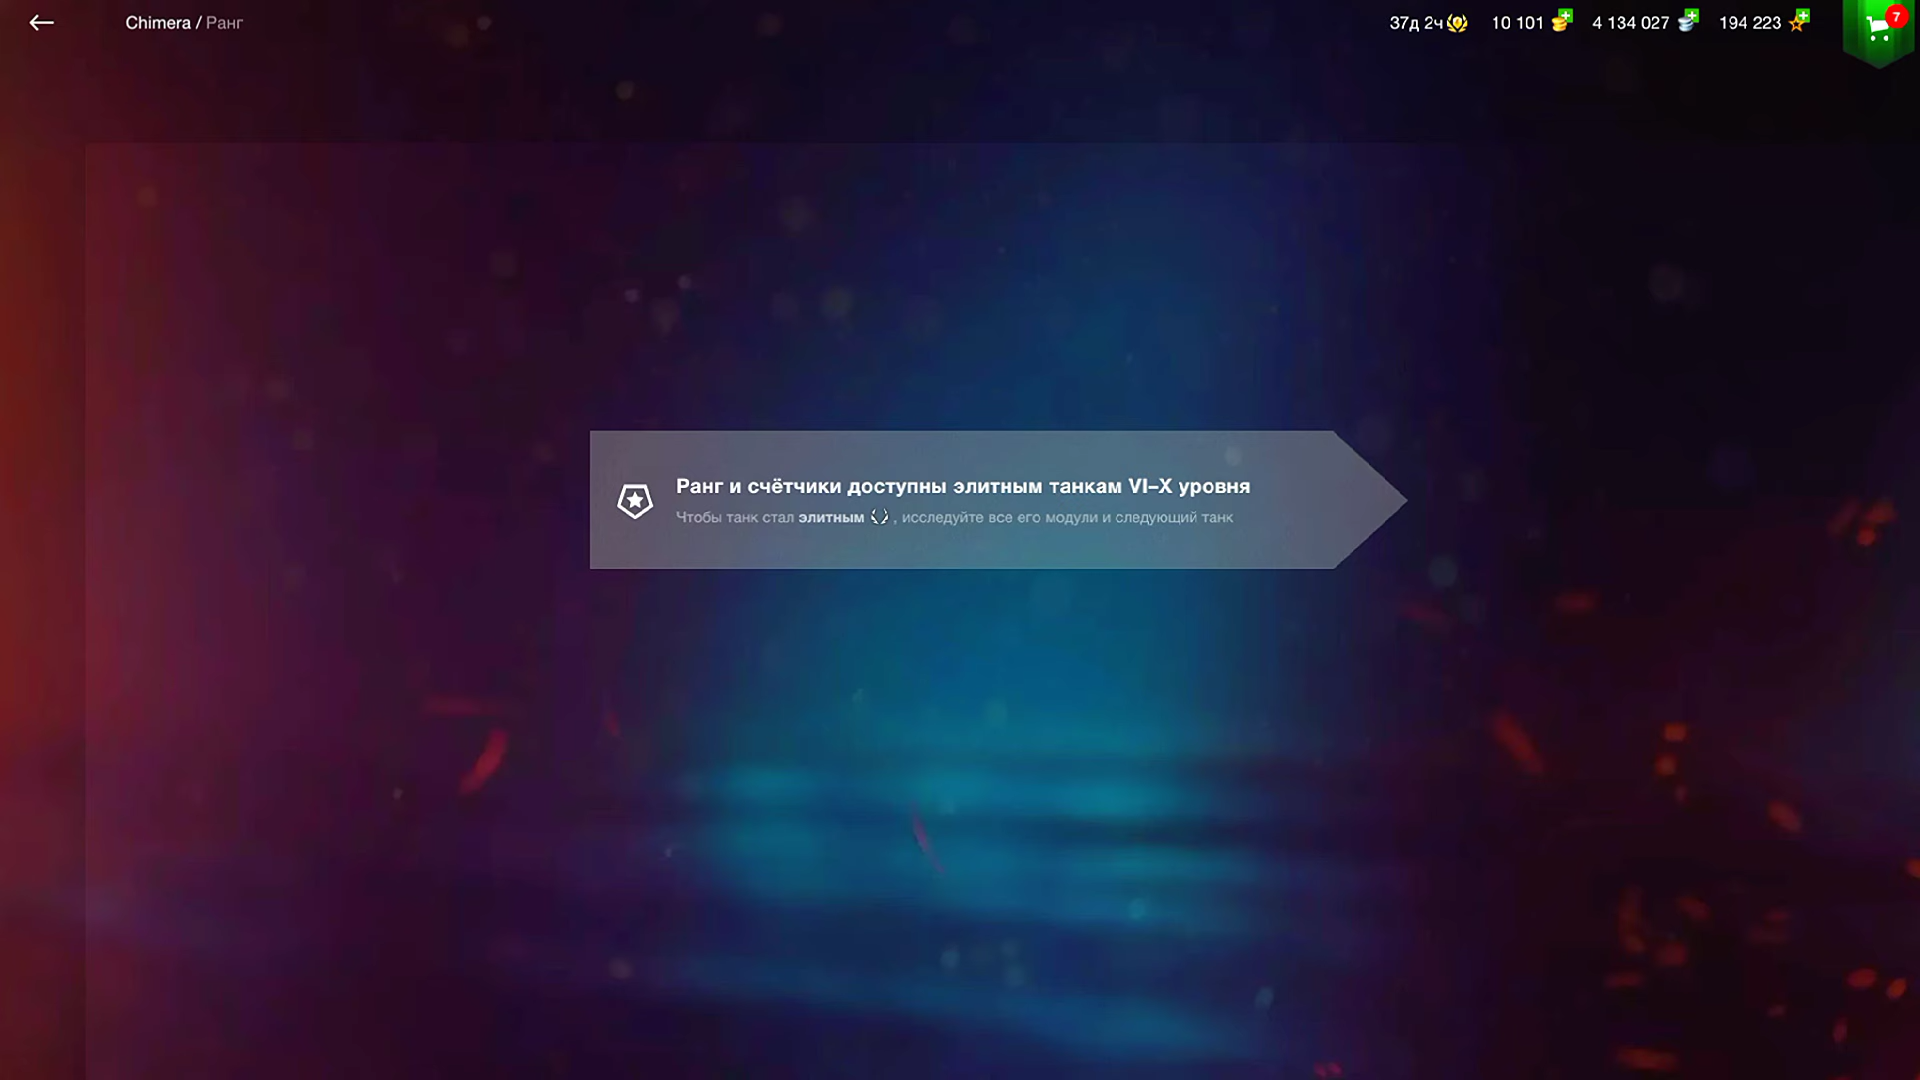 Chimera / Ранг
37д 2ч
10 101
4 134 027
194 223
7
Ранг и счётчики доступны элитным танкам VI–X уровня
Чтобы танк стал элитным , исследуйте все его модули и следующий танк